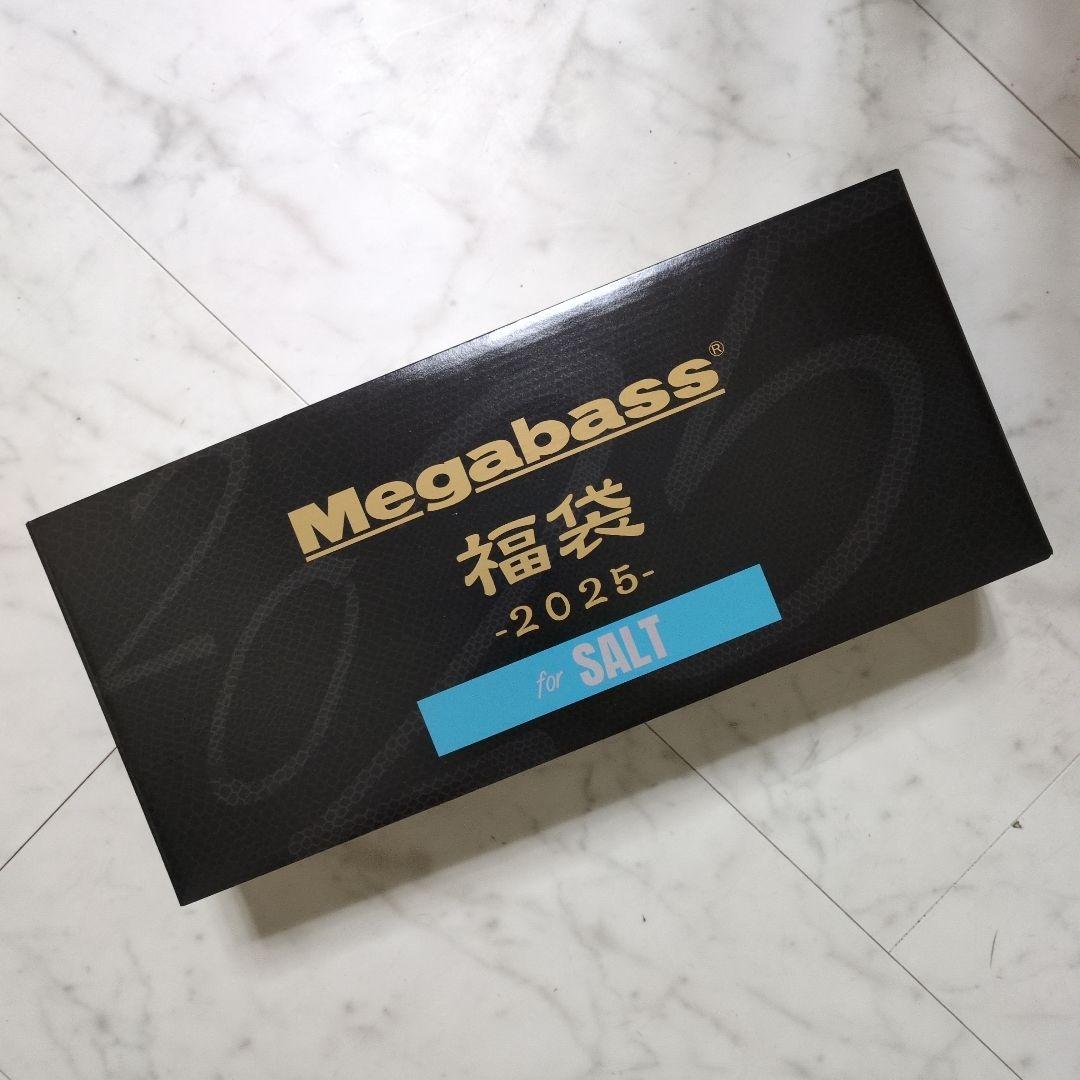 Megabass®
福袋
-2025-
for SALT